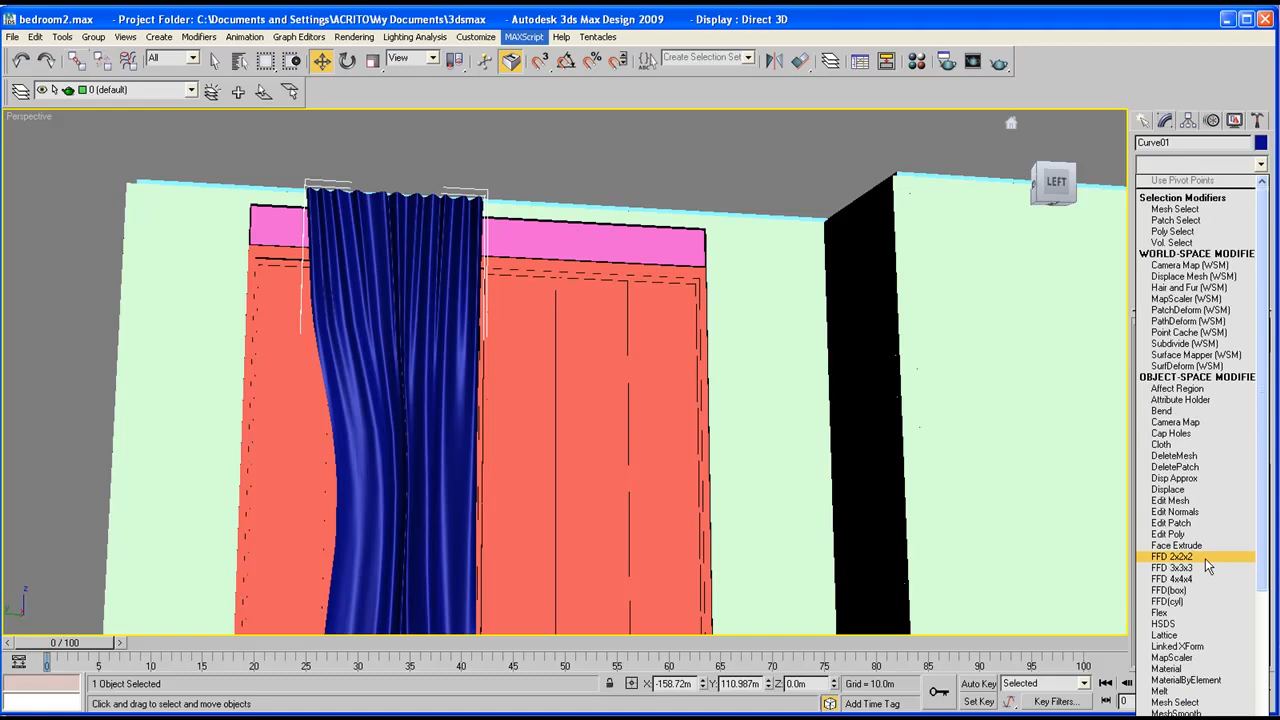 bedroom2.max - Project Folder: C:\Documents and Settings\ACRITO\My Documents\3dsmax - Autodesk 3ds Max Design 2009 - Display : Direct 3D
File Edit Tools Group Views Create Modifiers Animation Graph Editors Rendering Lighting Analysis Customize MAXScript Help Tentacles
All View Create Selection Set
0 (default)
Perspective
LEFT
Curve01
Use Pivot Points
Selection Modifiers
Mesh Select
Patch Select
Poly Select
Vol. Select
WORLD-SPACE MODIFIE
Camera Map (WSM)
Displace Mesh (WSM)
Hair and Fur (WSM)
MapScaler (WSM)
PatchDeform (WSM)
PathDeform (WSM)
Point Cache (WSM)
Subdivide (WSM)
Surface Mapper (WSM)
SurfDeform (WSM)
OBJECT-SPACE MODIFIE
Affect Region
Attribute Holder
Bend
Camera Map
Cap Holes
Cloth
DeleteMesh
DeletePatch
Disp Approx
Displace
Edit Mesh
Edit Normals
Edit Patch
Edit Poly
Face Extrude
FFD 2x2x2
FFD 3x3x3
FFD 4x4x4
FFD(box)
FFD(cyl)
Flex
HSDS
Lattice
Linked XForm
MapScaler
Material
MaterialByElement
Melt
Mesh Select
MeshSmooth
z
y
0 / 100
0 5 10 15 20 25 30 35 40 45 50 55 60 65 70 75 80 85 90 95 100
1 Object Selected X: -158.72m Y: 110.987m Z: 0.0m Grid = 10.0m Auto Key Selected
Click and drag to select and move objects Add Time Tag Set Key Key Filters... 0